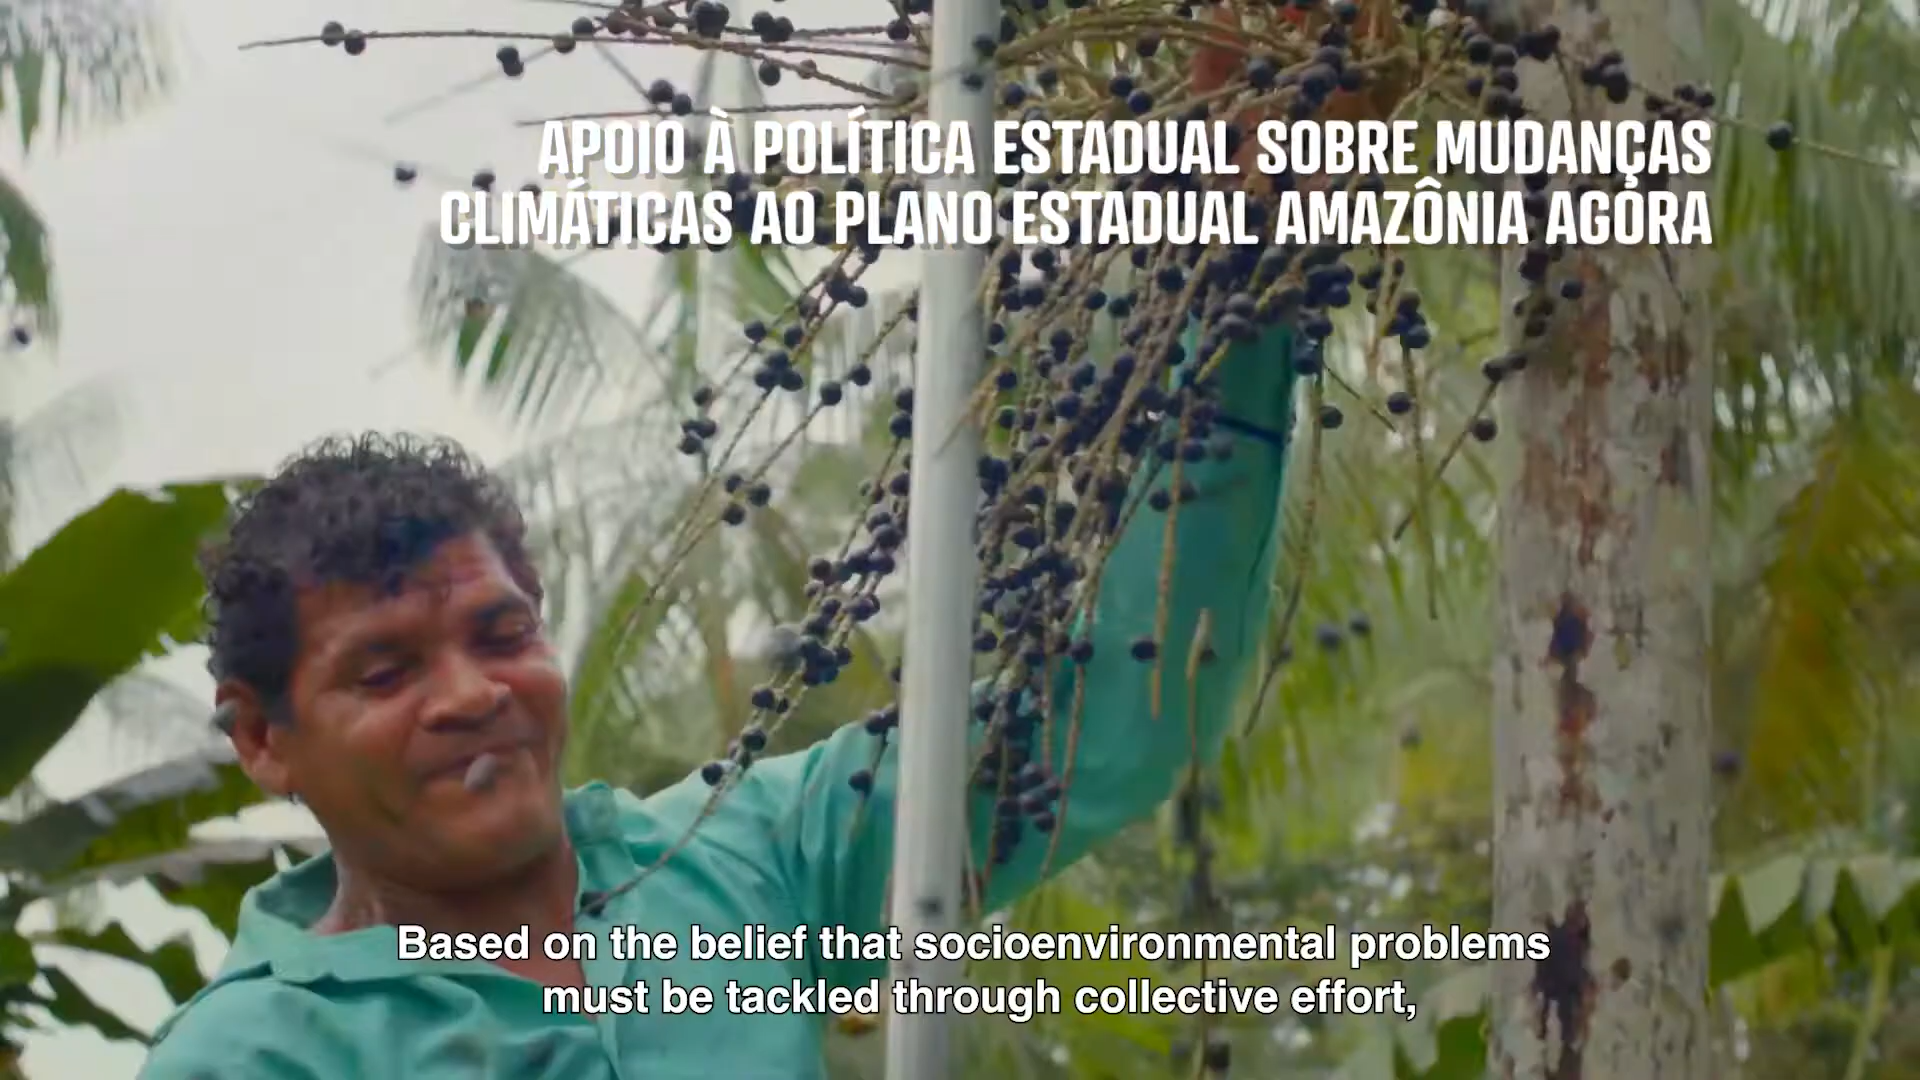 APOIO À POLÍTICA ESTADUAL SOBRE MUDANÇAS
CLIMÁTICAS AO PLANO ESTADUAL AMAZÔNIA AGORA
Based on the belief that socioenvironmental problems
must be tackled through collective effort,